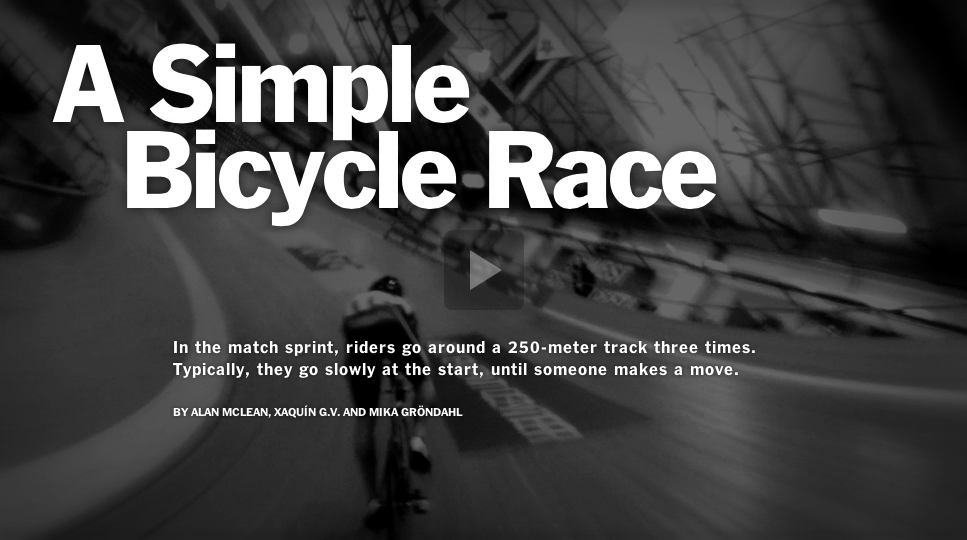 A Simple
Bicycle Race
In the match sprint, riders go around a 250-meter track three times.
Typically, they go slowly at the start, until someone makes a move.
BY ALAN MCLEAN, XAQUÍN G.V. AND MIKA GRÖNDAHL